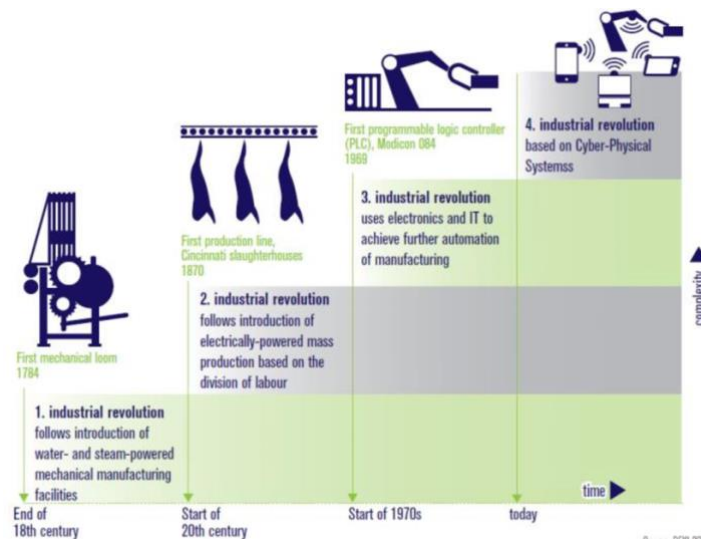 First mechanical loom
1784
1. industrial revolution
follows introduction of
water- and steam-powered
mechanical manufacturing
facilities
End of
18th century
First production line,
Cincinnati slaughterhouses
1870
2. industrial revolution
follows introduction of
electrically-powered mass
production based on the
division of labour
Start of
20th century
First programmable logic controller
(PLC), Modicon 084
1969
3. industrial revolution
uses electronics and IT to
achieve further automation
of manufacturing
Start of 1970s
4. industrial revolution
based on Cyber-Physical
Systemss
today
time
complexity